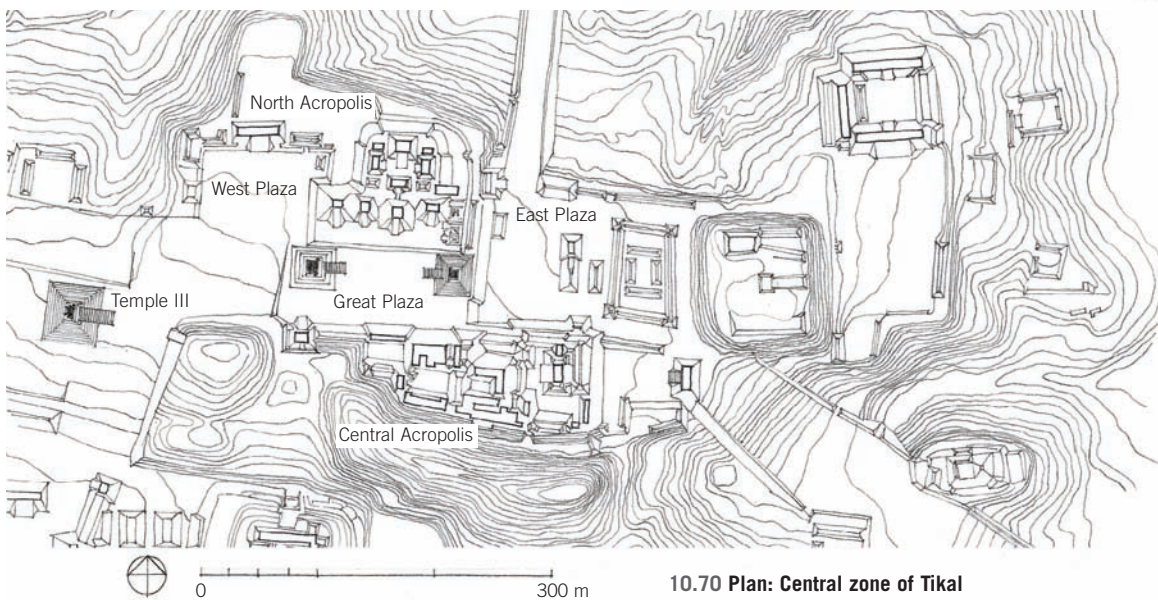 North Acropolis
West Plaza
East Plaza
Temple III
Great Plaza
Central Acropolis
0
300 m
10.70 Plan: Central zone of Tikal